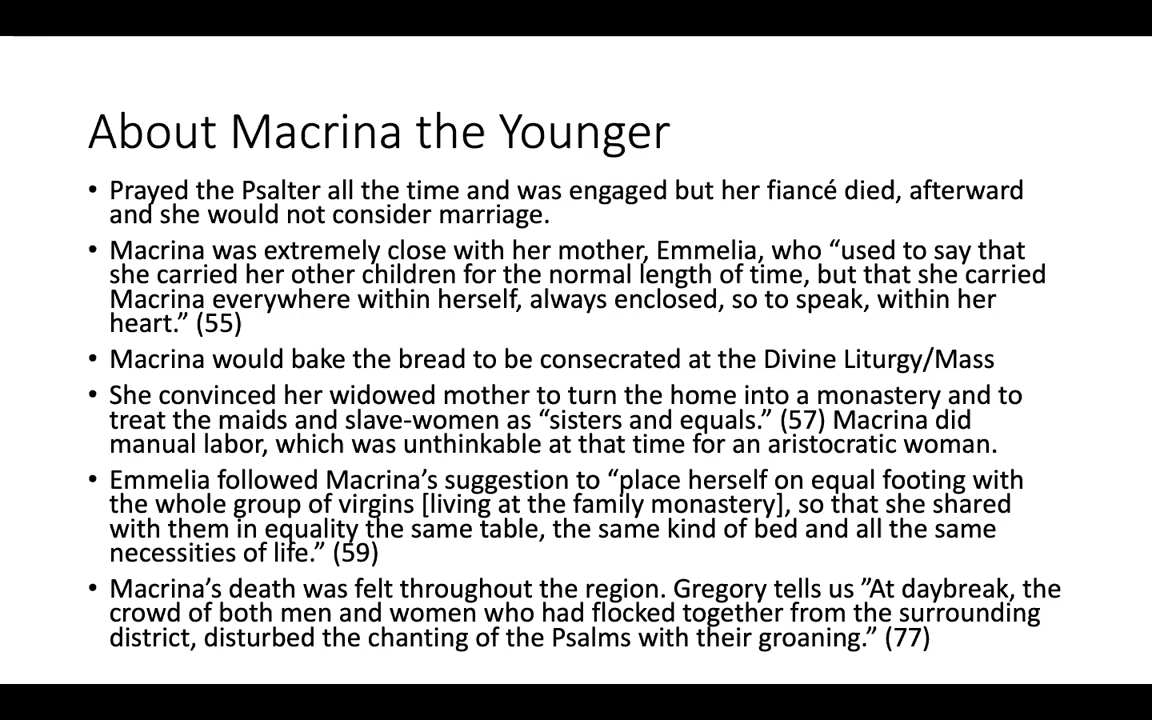 About Macrina the Younger
• Prayed the Psalter all the time and was engaged but her fiancé died, afterward
and she would not consider marriage.
• Macrina was extremely close with her mother, Emmelia, who “used to say that
she carried her other children for the normal length of time, but that she carried
Macrina everywhere within herself, always enclosed, so to speak, within her
heart.” (55)
• Macrina would bake the bread to be consecrated at the Divine Liturgy/Mass
• She convinced her widowed mother to turn the home into a monastery and to
treat the maids and slave-women as “sisters and equals.” (57) Macrina did
manual labor, which was unthinkable at that time for an aristocratic woman.
• Emmelia followed Macrina’s suggestion to “place herself on equal footing with
the whole group of virgins [living at the family monastery], so that she shared
with them in equality the same table, the same kind of bed and all the same
necessities of life.” (59)
• Macrina’s death was felt throughout the region. Gregory tells us ”At daybreak, the
crowd of both men and women who had flocked together from the surrounding
district, disturbed the chanting of the Psalms with their groaning.” (77)